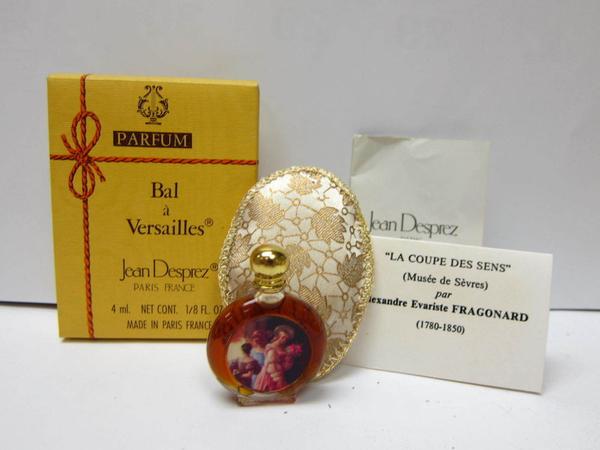 PARFUM
Bal
à
Versailles®
Jean Desprez®
PARIS FRANCE
4 ml. NET CONT. 1/8 FL. OZ
MADE IN PARIS FRANCE
Jean Desprez
"LA COUPE DES SENS"
(Musée de Sèvres)
par
lexandre Evariste FRAGONARD
(1780-1850)